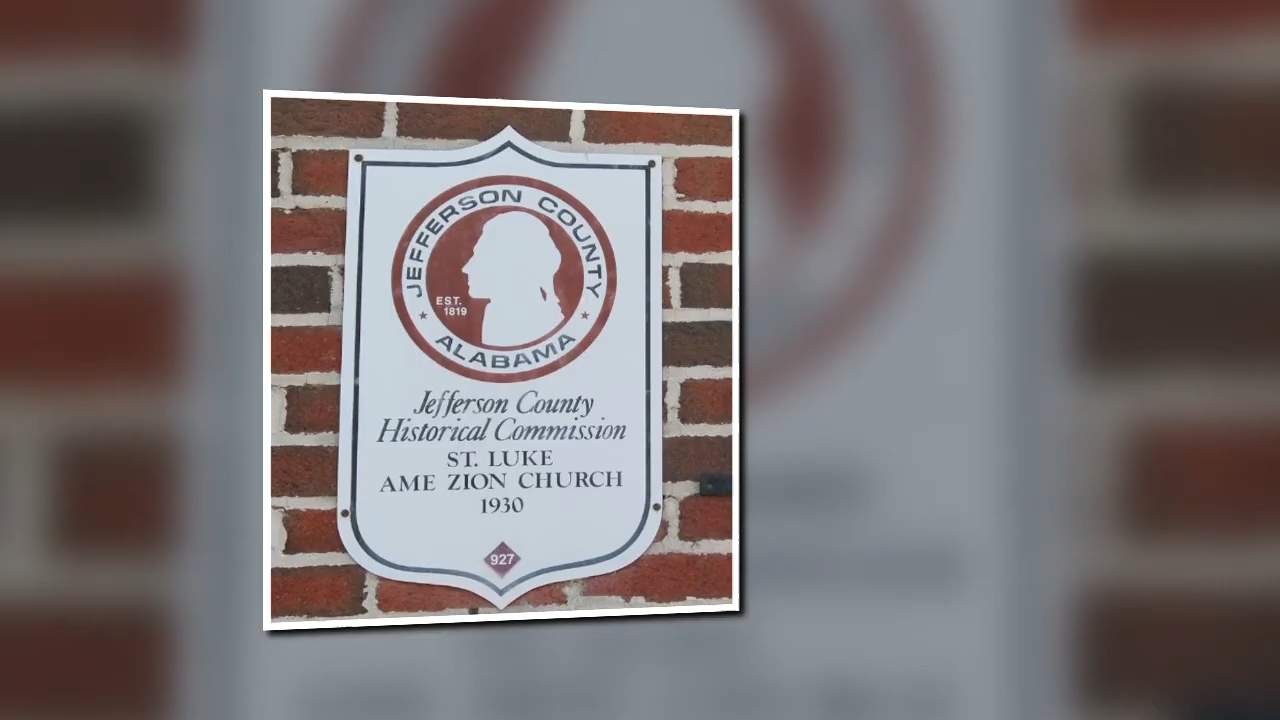 JEFFERSON COUNTY
EST.
1819
ALABAMA
Jefferson County
Historical Commission
ST. LUKE
AME ZION CHURCH
1930
927